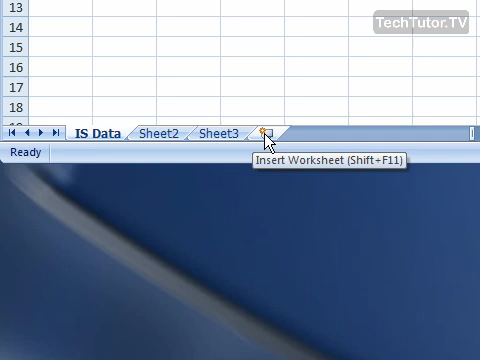 13
TechTutor.TV
14
15
16
17
18
IS Data Sheet2 Sheet3
Ready
Insert Worksheet (Shift+F11)